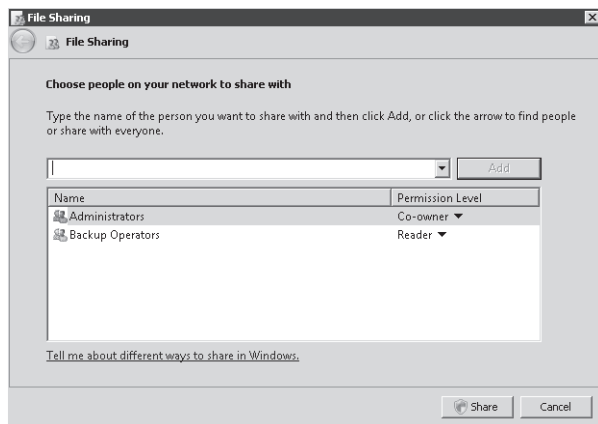 File Sharing
File Sharing
Choose people on your network to share with
Type the name of the person you want to share with and then click Add, or click the arrow to find people
or share with everyone.
Add
Name Permission Level
Administrators Co-owner
Backup Operators Reader
Tell me about different ways to share in Windows.
Share Cancel